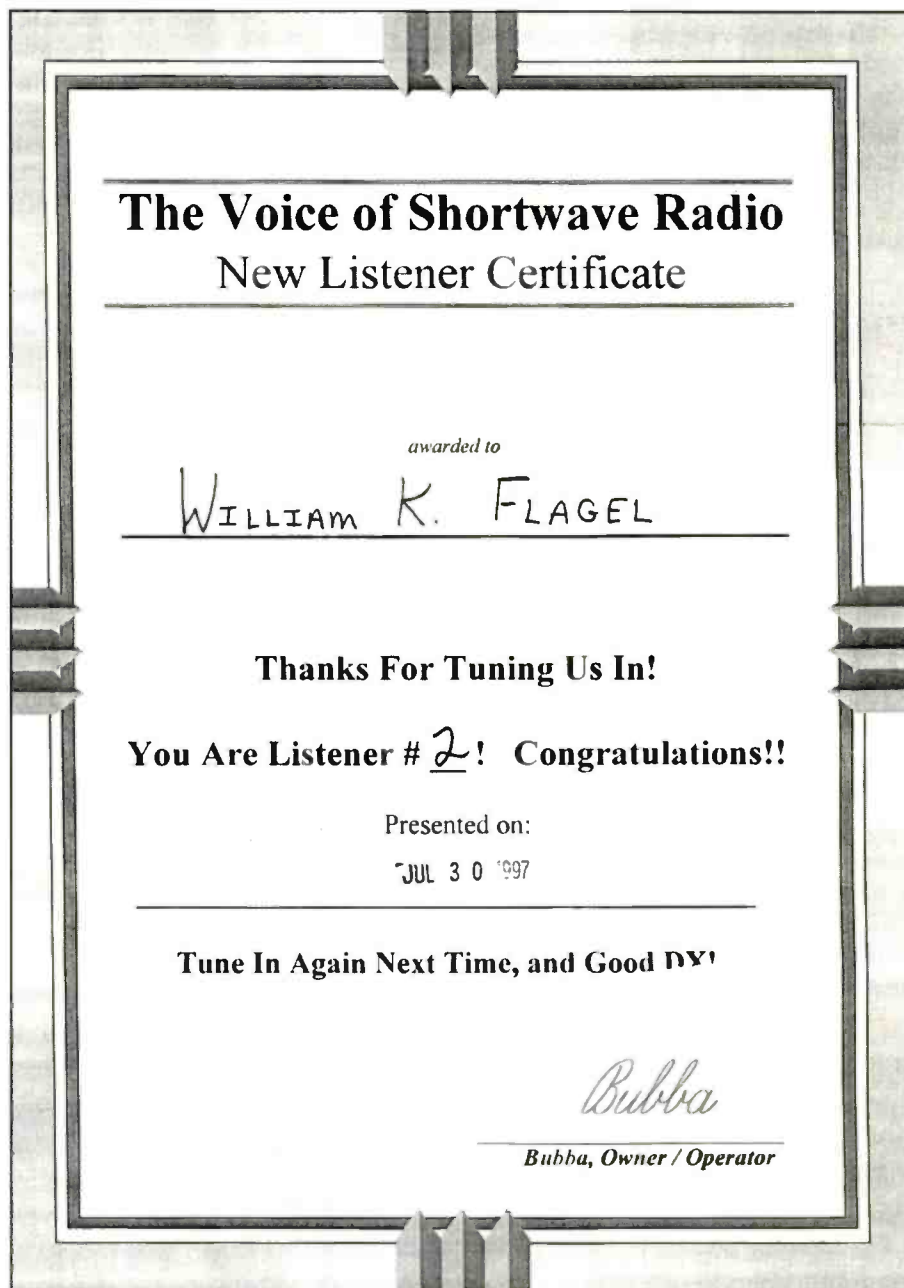 The Voice of Shortwave Radio
New Listener Certificate
awarded to
WILLIAM K. FLAGEL
Thanks For Tuning Us In!
You Are Listener # 2! Congratulations!!
Presented on:
JUL 30 1997
Tune In Again Next Time, and Good DX!
Bubba
Bubba, Owner / Operator